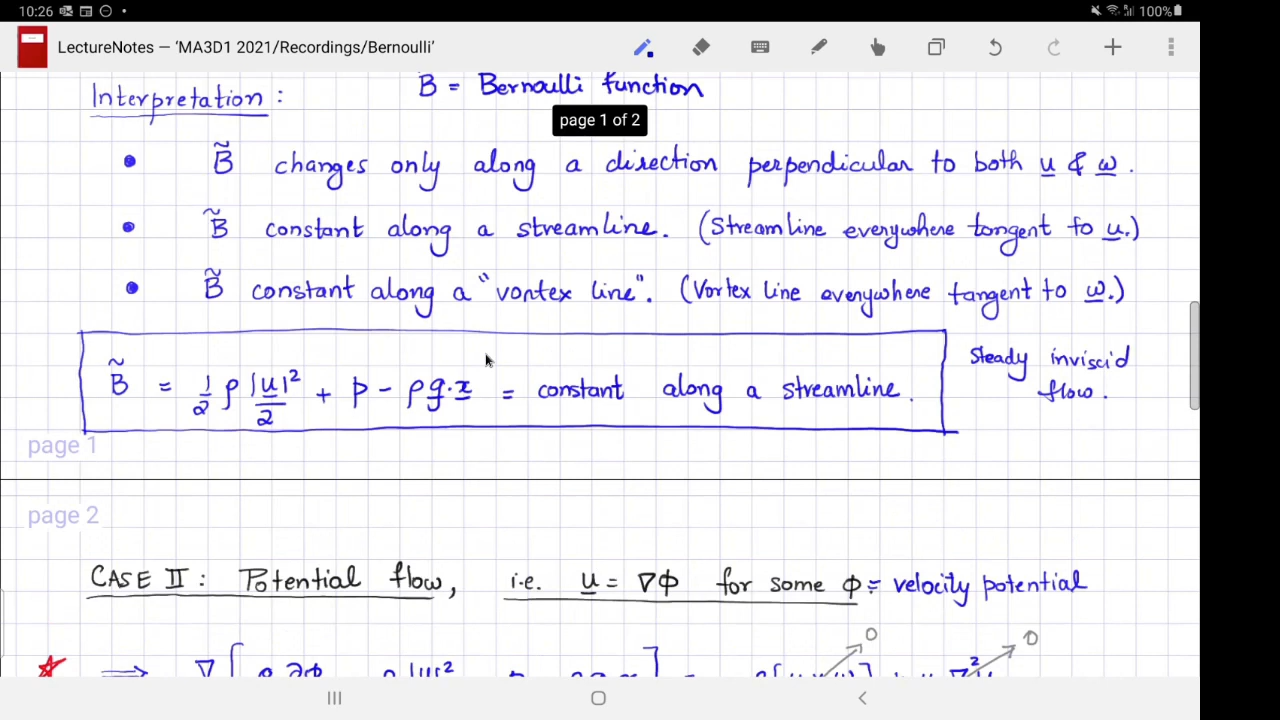 10:26 100%
LectureNotes — ‘MA3D1 2021/Recordings/Bernoulli’
B = Bernoulli function
Interpretation :
page 1 of 2
• B̃ changes only along a direction perpendicular to both u & ω .
• B̃ constant along a streamline. (Streamline everywhere tangent to u.)
• B̃ constant along a "vortex line". (Vortex line everywhere tangent to ω.)
B̃ = 1/2 ρ |u|²/2 + p - ρ g·x = constant along a streamline.
Steady inviscid
flow.
page 1
page 2
CASE II : Potential flow, i.e. u = ∇φ for some φ = velocity potential
0 0